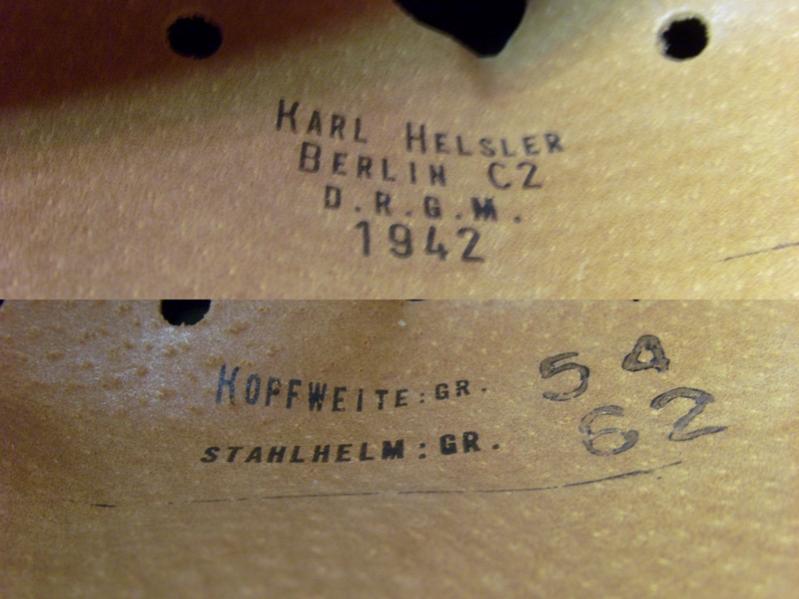 KARL HELSLER
BERLIN C2
D.R.G.M.
1942
KOPFWEITE:GR. 54
STAHLHELM:GR. 62